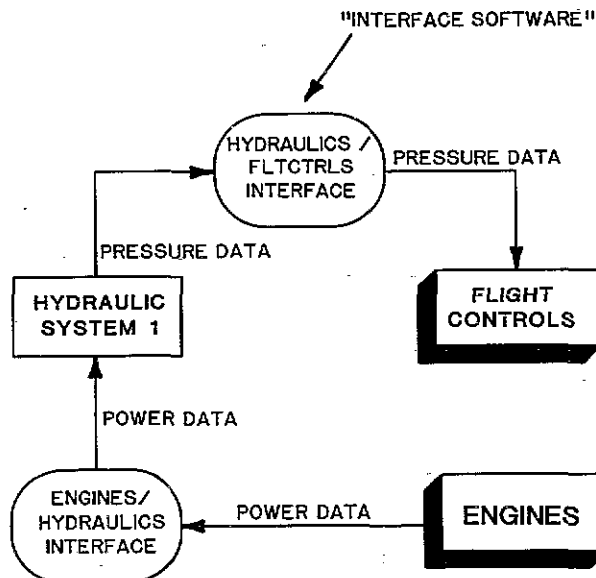 "INTERFACE SOFTWARE"
HYDRAULICS /
FLTCTRLS
INTERFACE
PRESSURE DATA
PRESSURE DATA
HYDRAULIC
SYSTEM 1
FLIGHT
CONTROLS
POWER DATA
ENGINES/
HYDRAULICS
INTERFACE
POWER DATA
ENGINES